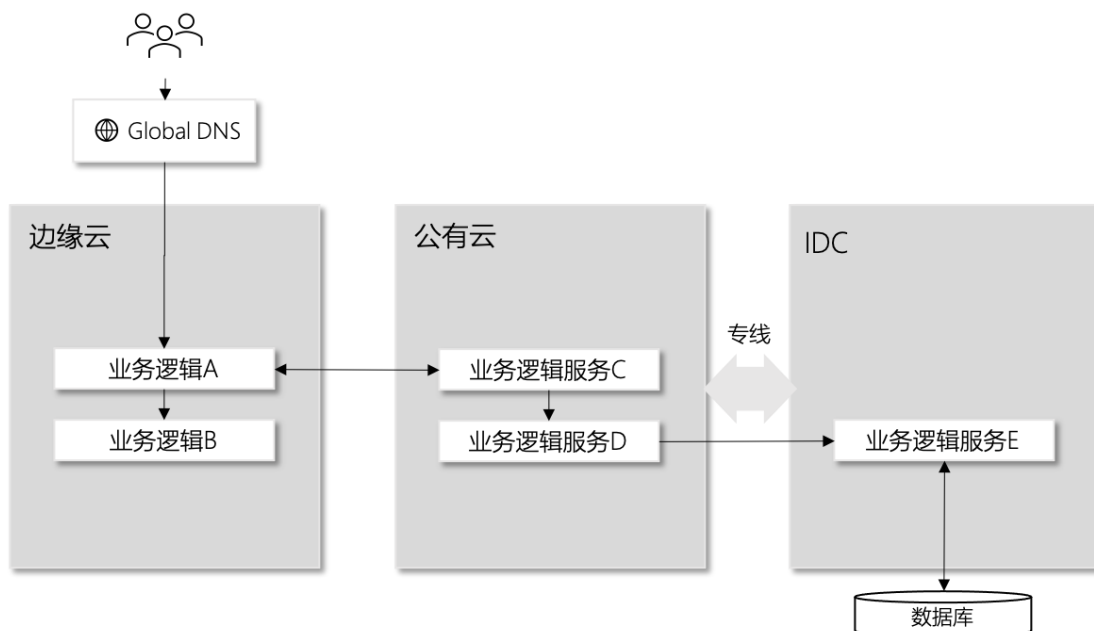 Global DNS
边缘云
公有云
IDC
专线
业务逻辑A
业务逻辑服务C
业务逻辑B
业务逻辑服务D
业务逻辑服务E
数据库